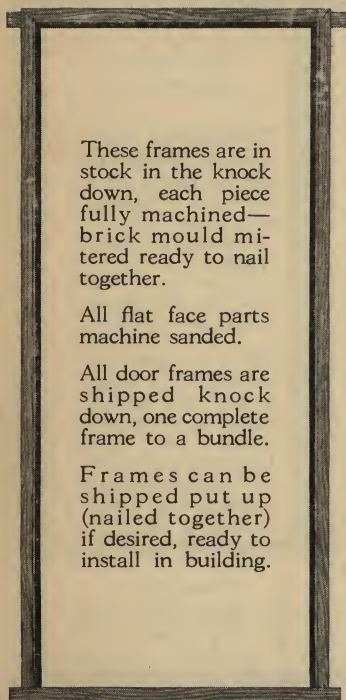 These frames are in
stock in the knock
down, each piece
fully machined—
brick mould mi-
tered ready to nail
together.
All flat face parts
machine sanded.
All door frames are
shipped knock
down, one complete
frame to a bundle.
Frames can be
shipped put up
(nailed together)
if desired, ready to
install in building.